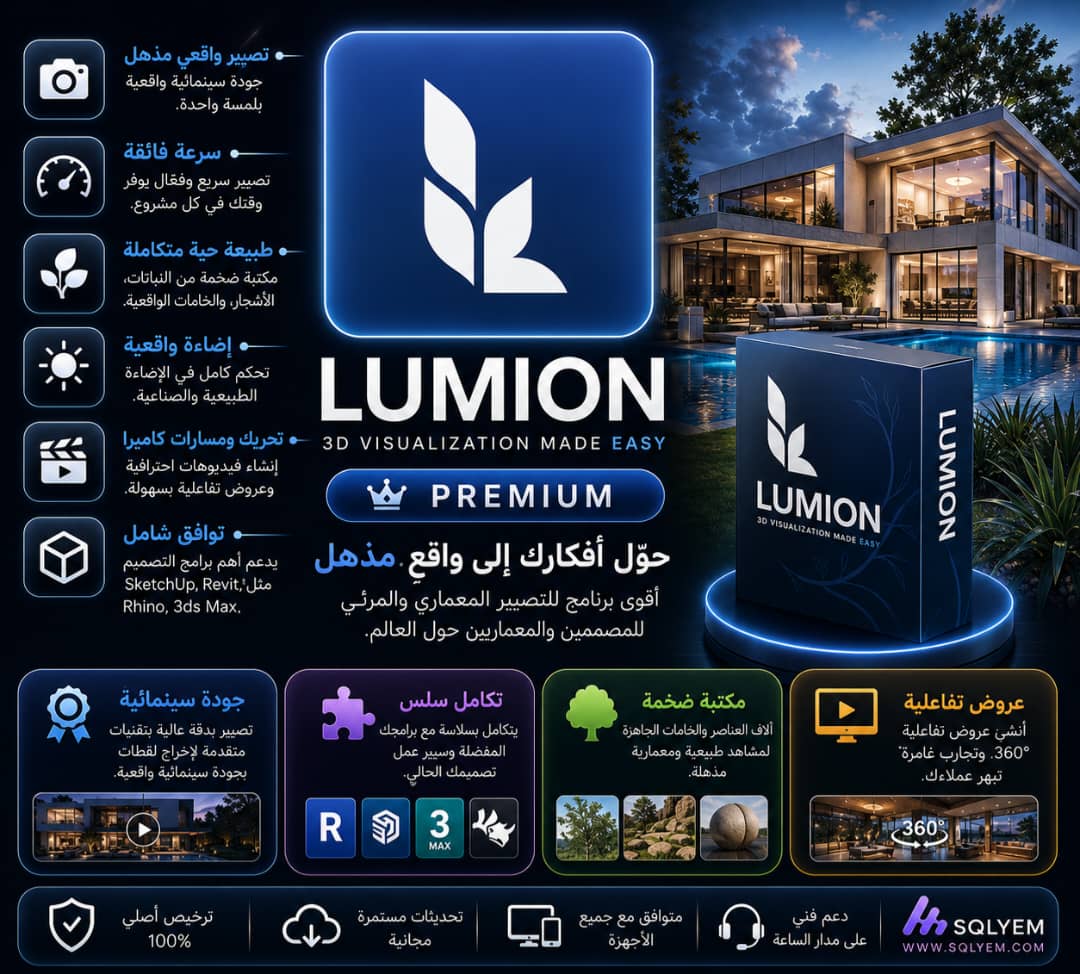 تصيير واقعي مذهل
جودة سينمائية واقعية
بلمسة واحدة.
سرعة فائقة
تصيير سريع وفعّال يوفر
وقتك في كل مشروع.
طبيعة حية متكاملة
مكتبة ضخمة من النباتات،
الأشجار، والخامات الواقعية.
إضاءة واقعية
تحكم كامل في الإضاءة
الطبيعية والصناعية.
تحريك ومسارات كاميرا
إنشاء فيديوهات احترافية
وعروض تفاعلية بسهولة.
توافق شامل
يدعم أهم برامج التصميم
مثل SketchUp, Revit,
Rhino, 3ds Max.
LUMION
3D VISUALIZATION MADE EASY
PREMIUM
حوّل أفكارك إلى واقعٍ مذهل.
أقوى برنامج للتصيير المعماري والمرئي
للمصممين والمعماريين حول العالم.
LUMION
3D VISUALIZATION MADE EASY
LUMION
عروض تفاعلية
أنشئ عروض تفاعلية
360°. وتجارب غامرة
تبهر عملاءك.
360°
مكتبة ضخمة
آلاف العناصر والخامات الجاهزة
لمشاهد طبيعية ومعمارية
مذهلة.
تكامل سلس
يتكامل بسلاسة مع برامجك
المفضلة وسيير عمل
تصميمك الحالي.
R
3
MAX
جودة سينمائية
تصيير بدقة عالية بتقنيات
متقدمة لإخراج لقطات
بجودة سينمائية واقعية.
SQLYEM
WWW.SQLYEM.COM
دعم فني
على مدار الساعة
متوافق مع جميع
الأجهزة
تحديثات مستمرة
مجانية
ترخيص أصلي
100%